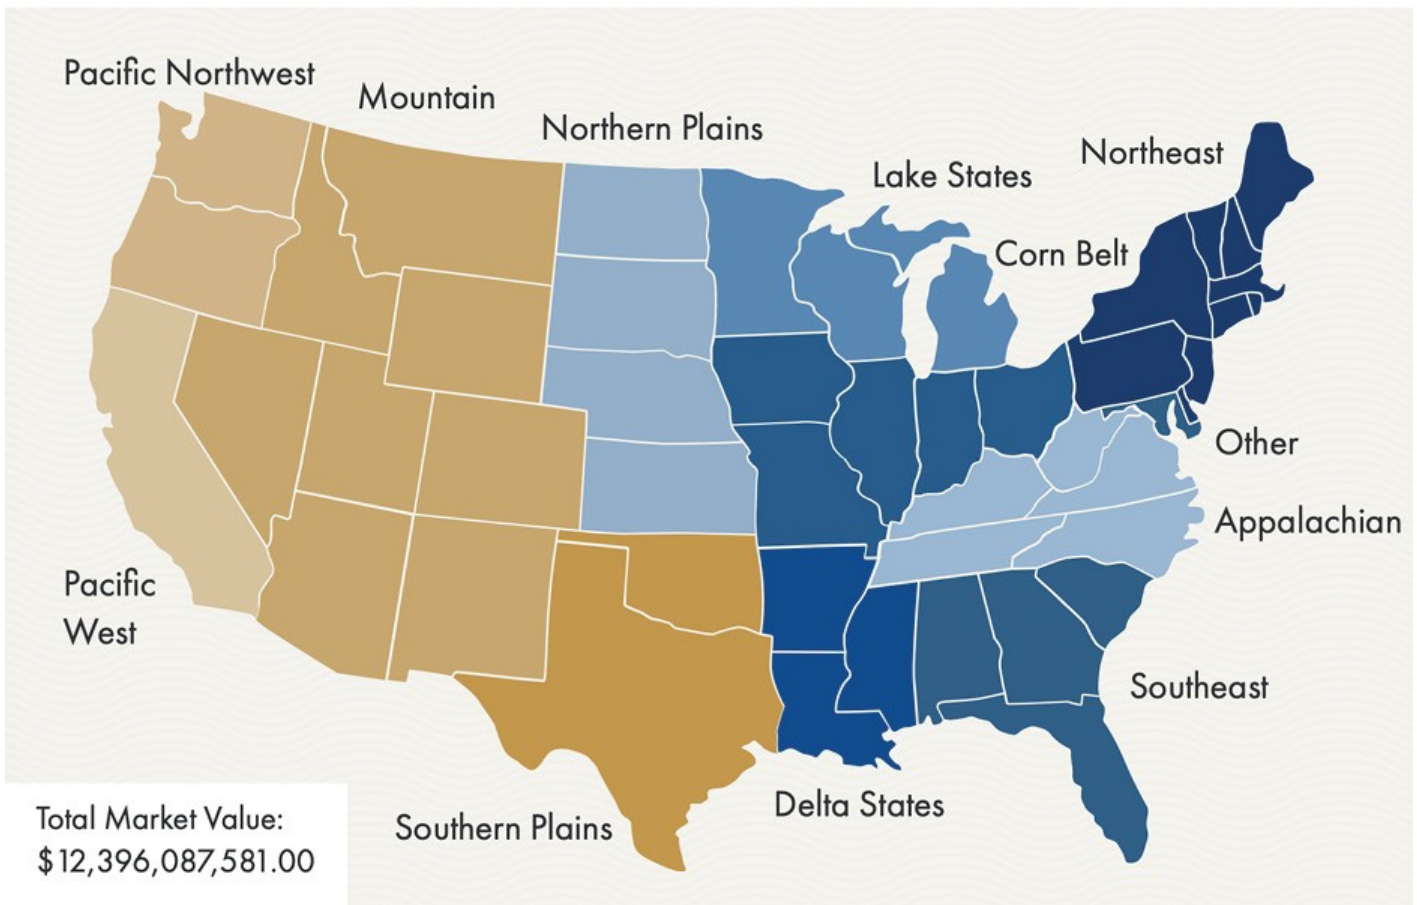 Pacific Northwest
Mountain
Northern Plains
Northeast
Lake States
Corn Belt
Other
Appalachian
Pacific
West
Southeast
Delta States
Southern Plains
Total Market Value:
$12,396,087,581.00